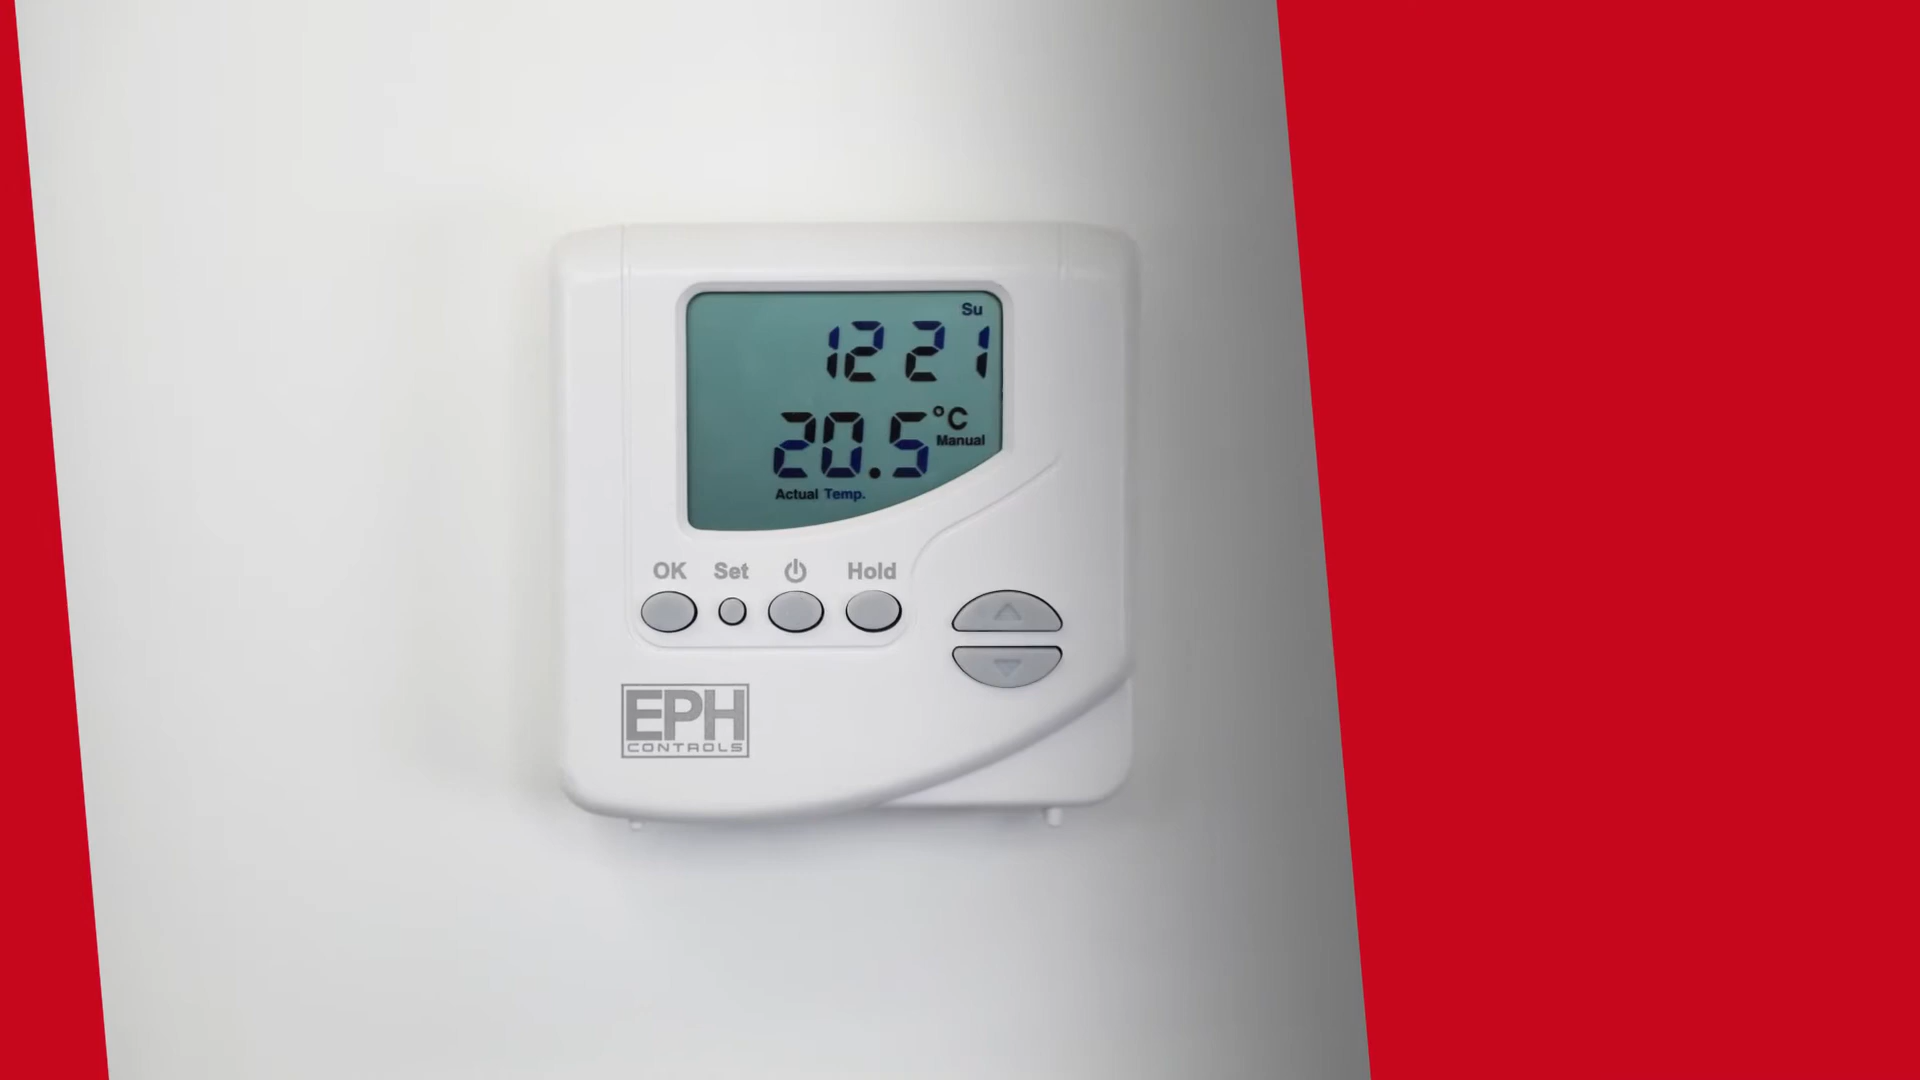 Su
12 21
20.5 °C
Manual
Actual Temp.
OK Set Hold
EPH
CONTROLS